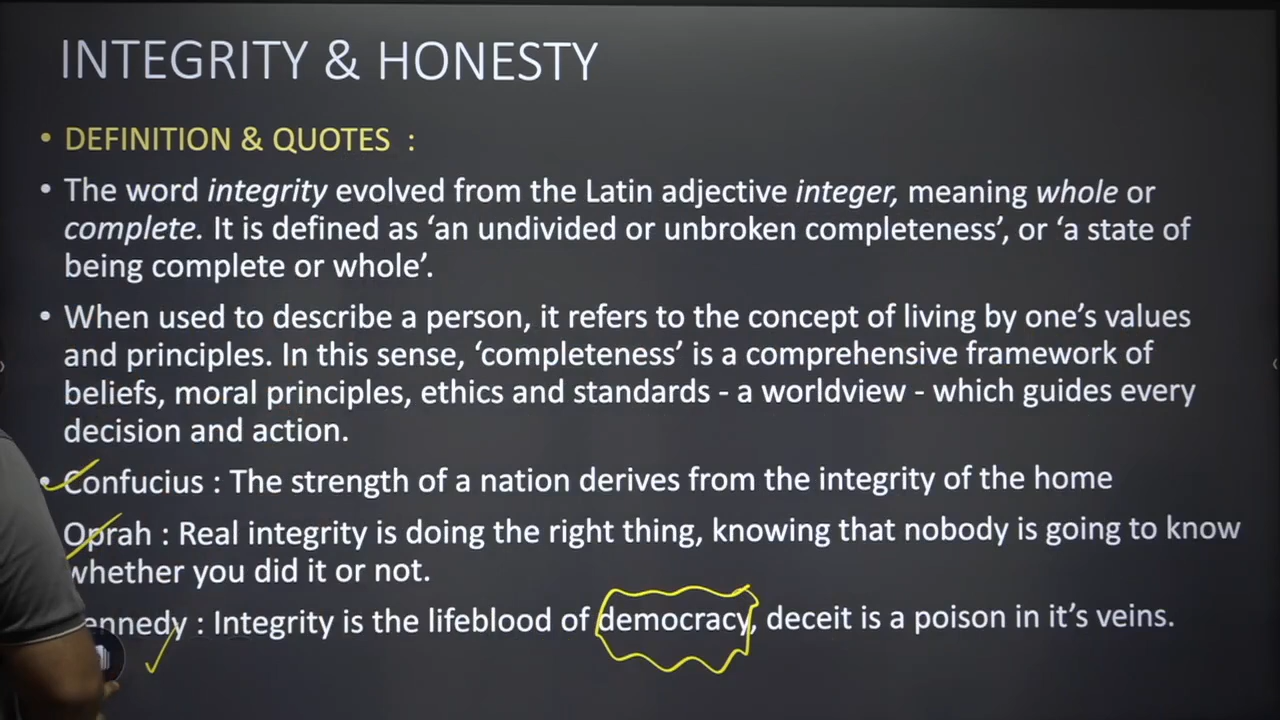 INTEGRITY & HONESTY
• DEFINITION & QUOTES :
• The word integrity evolved from the Latin adjective integer, meaning whole or
complete. It is defined as ‘an undivided or unbroken completeness’, or ‘a state of
being complete or whole’.
• When used to describe a person, it refers to the concept of living by one’s values
and principles. In this sense, ‘completeness’ is a comprehensive framework of
beliefs, moral principles, ethics and standards - a worldview - which guides every
decision and action.
• Confucius : The strength of a nation derives from the integrity of the home
Oprah : Real integrity is doing the right thing, knowing that nobody is going to know
whether you did it or not.
ennedy : Integrity is the lifeblood of democracy, deceit is a poison in it’s veins.